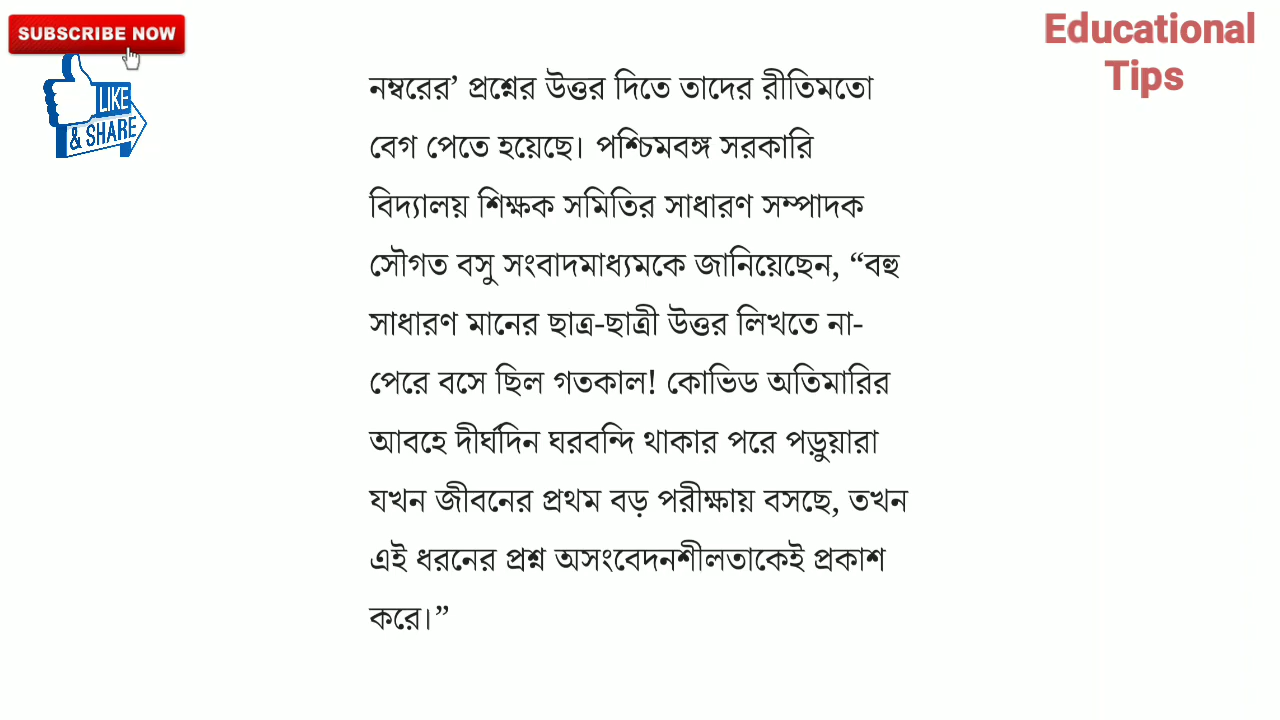 SUBSCRIBE NOW
LIKE
& SHARE
Educational
Tips
নম্বরের’ প্রশ্নের উত্তর দিতে তাদের রীতিমতো
বেগ পেতে হয়েছে। পশ্চিমবঙ্গ সরকারি
বিদ্যালয় শিক্ষক সমিতির সাধারণ সম্পাদক
সৌগত বসু সংবাদমাধ্যমকে জানিয়েছেন, “বহু
সাধারণ মানের ছাত্র-ছাত্রী উত্তর লিখতে না-
পেরে বসে ছিল গতকাল! কোভিড অতিমারির
আবহে দীর্ঘদিন ঘরবন্দি থাকার পরে পড়ুয়ারা
যখন জীবনের প্রথম বড় পরীক্ষায় বসছে, তখন
এই ধরনের প্রশ্ন অসংবেদনশীলতাকেই প্রকাশ
করে।”